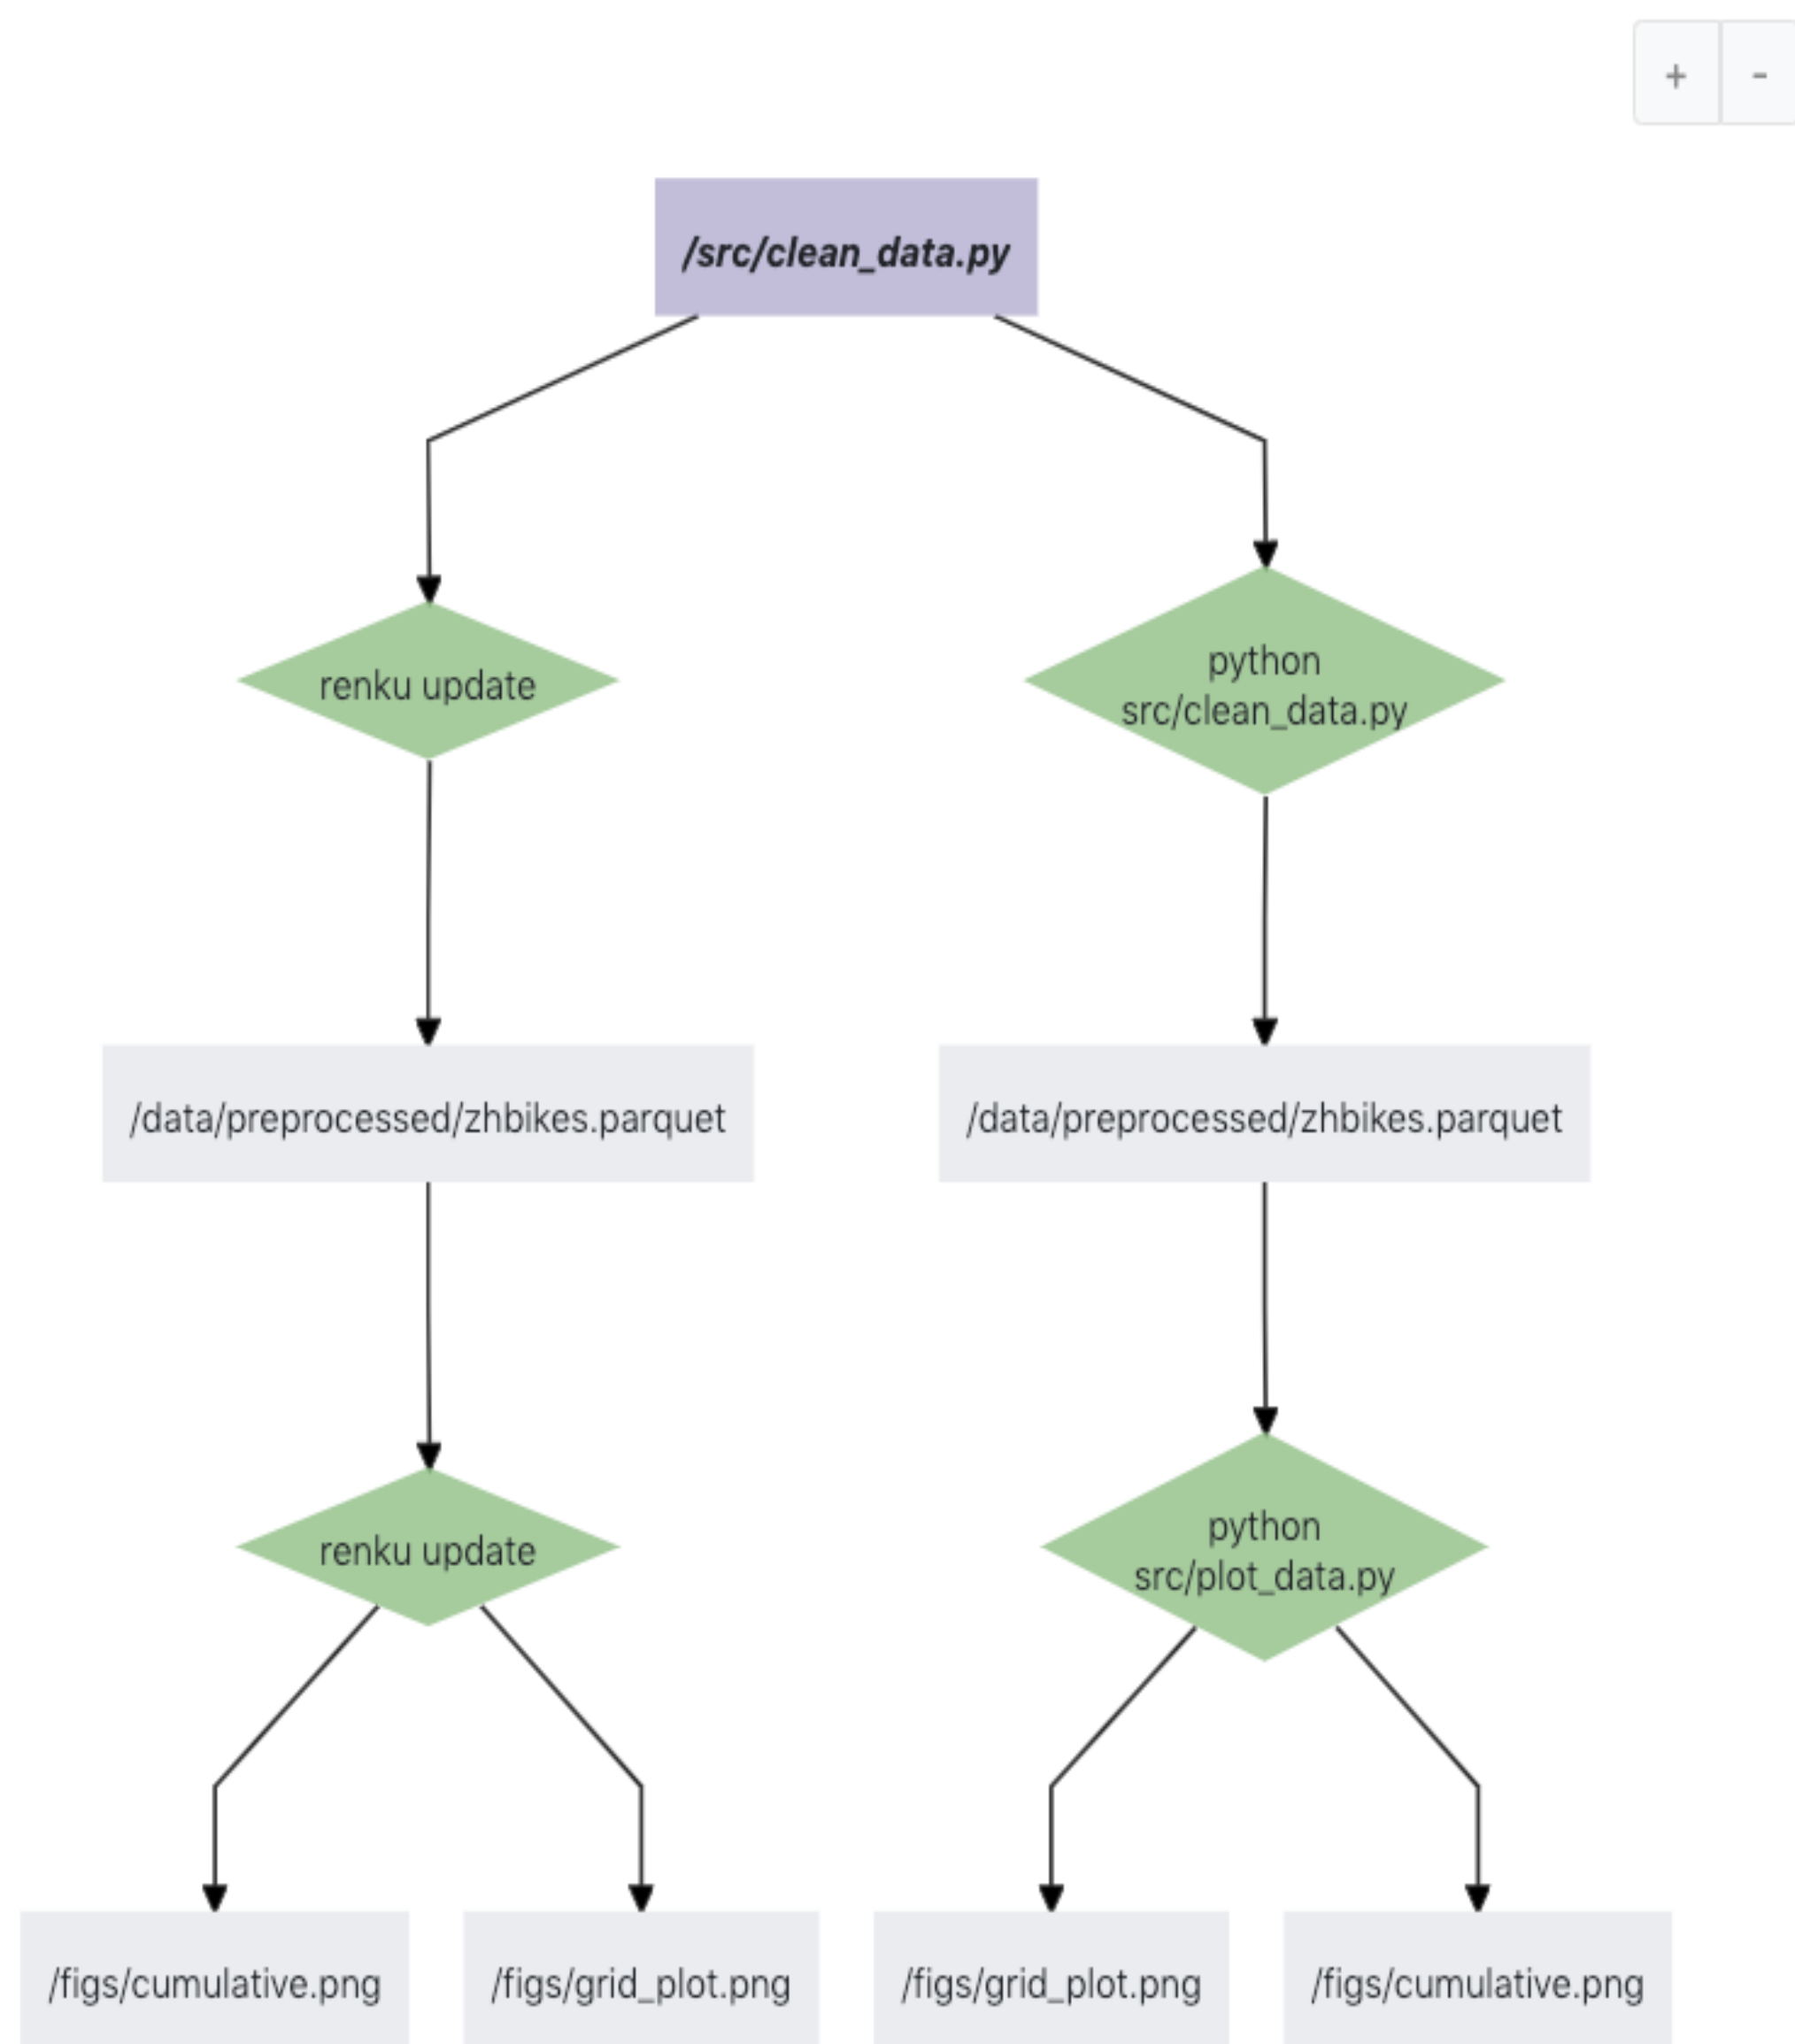 + -
/src/clean_data.py
renku update
python
src/clean_data.py
/data/preprocessed/zhbikes.parquet
/data/preprocessed/zhbikes.parquet
renku update
python
src/plot_data.py
/figs/cumulative.png
/figs/grid_plot.png
/figs/grid_plot.png
/figs/cumulative.png